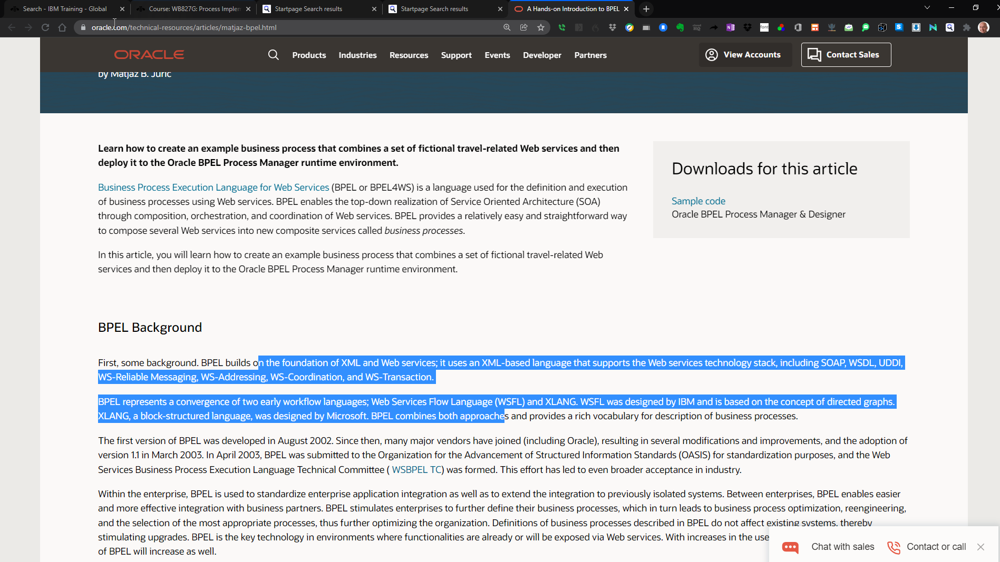 Search - IBM Training - Global
Course: WB827G: Process Implem
Startpage Search results
Startpage Search results
A Hands-on Introduction to BPEL
oracle.com/technical-resources/articles/matjaz-bpel.html
ORACLE
Products
Industries
Resources
Support
Events
Developer
Partners
View Accounts
Contact Sales
by Matjaz B. Juric
Learn how to create an example business process that combines a set of fictional travel-related Web services and then
deploy it to the Oracle BPEL Process Manager runtime environment.
Business Process Execution Language for Web Services (BPEL or BPEL4WS) is a language used for the definition and execution
of business processes using Web services. BPEL enables the top-down realization of Service Oriented Architecture (SOA)
through composition, orchestration, and coordination of Web services. BPEL provides a relatively easy and straightforward way
to compose several Web services into new composite services called business processes.
In this article, you will learn how to create an example business process that combines a set of fictional travel-related Web
services and then deploy it to the Oracle BPEL Process Manager runtime environment.
Downloads for this article
Sample code
Oracle BPEL Process Manager & Designer
BPEL Background
First, some background. BPEL builds on the foundation of XML and Web services; it uses an XML-based language that supports the Web services technology stack, including SOAP, WSDL, UDDI,
WS-Reliable Messaging, WS-Addressing, WS-Coordination, and WS-Transaction.
BPEL represents a convergence of two early workflow languages; Web Services Flow Language (WSFL) and XLANG. WSFL was designed by IBM and is based on the concept of directed graphs.
XLANG, a block-structured language, was designed by Microsoft. BPEL combines both approaches and provides a rich vocabulary for description of business processes.
The first version of BPEL was developed in August 2002. Since then, many major vendors have joined (including Oracle), resulting in several modifications and improvements, and the adoption of
version 1.1 in March 2003. In April 2003, BPEL was submitted to the Organization for the Advancement of Structured Information Standards (OASIS) for standardization purposes, and the Web
Services Business Process Execution Language Technical Committee ( WSBPEL TC) was formed. This effort has led to even broader acceptance in industry.
Within the enterprise, BPEL is used to standardize enterprise application integration as well as to extend the integration to previously isolated systems. Between enterprises, BPEL enables easier
and more effective integration with business partners. BPEL stimulates enterprises to further define their business processes, which in turn leads to business process optimization, reengineering,
and the selection of the most appropriate processes, thus further optimizing the organization. Definitions of business processes described in BPEL do not affect existing systems, thereby
stimulating upgrades. BPEL is the key technology in environments where functionalities are already or will be exposed via Web services. With increases in the use
of BPEL will increase as well.
Chat with sales
Contact or call